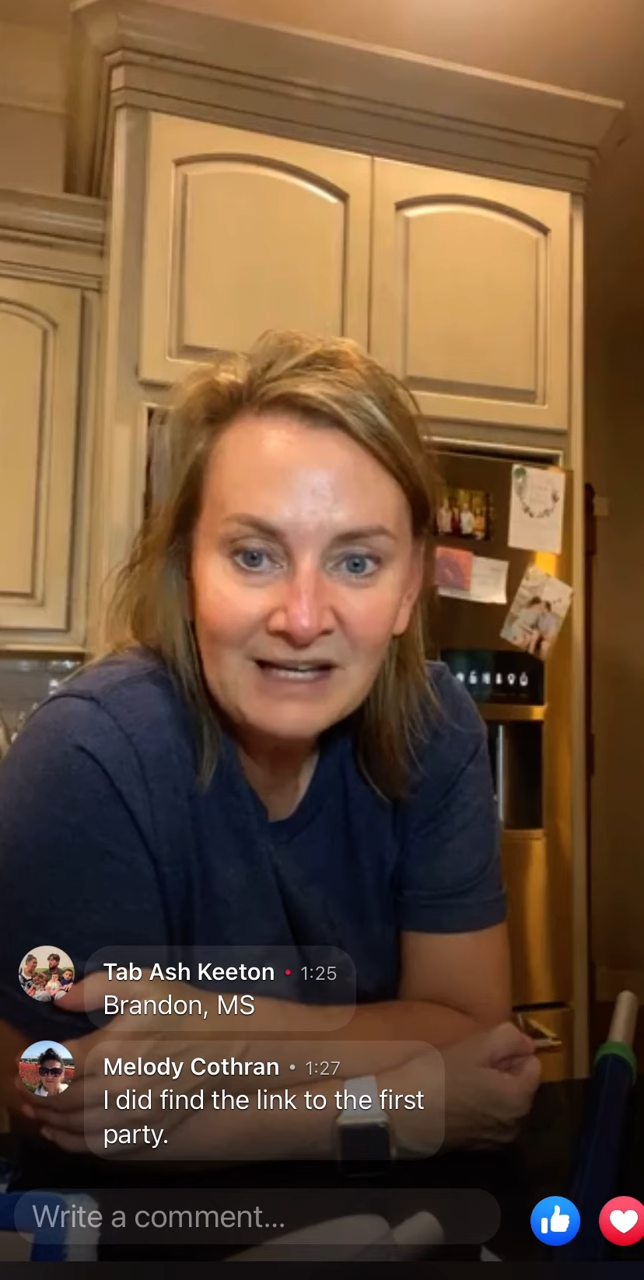 Tab Ash Keeton • 1:25
Brandon, MS
Melody Cothran • 1:27
I did find the link to the first
party.
Write a comment...